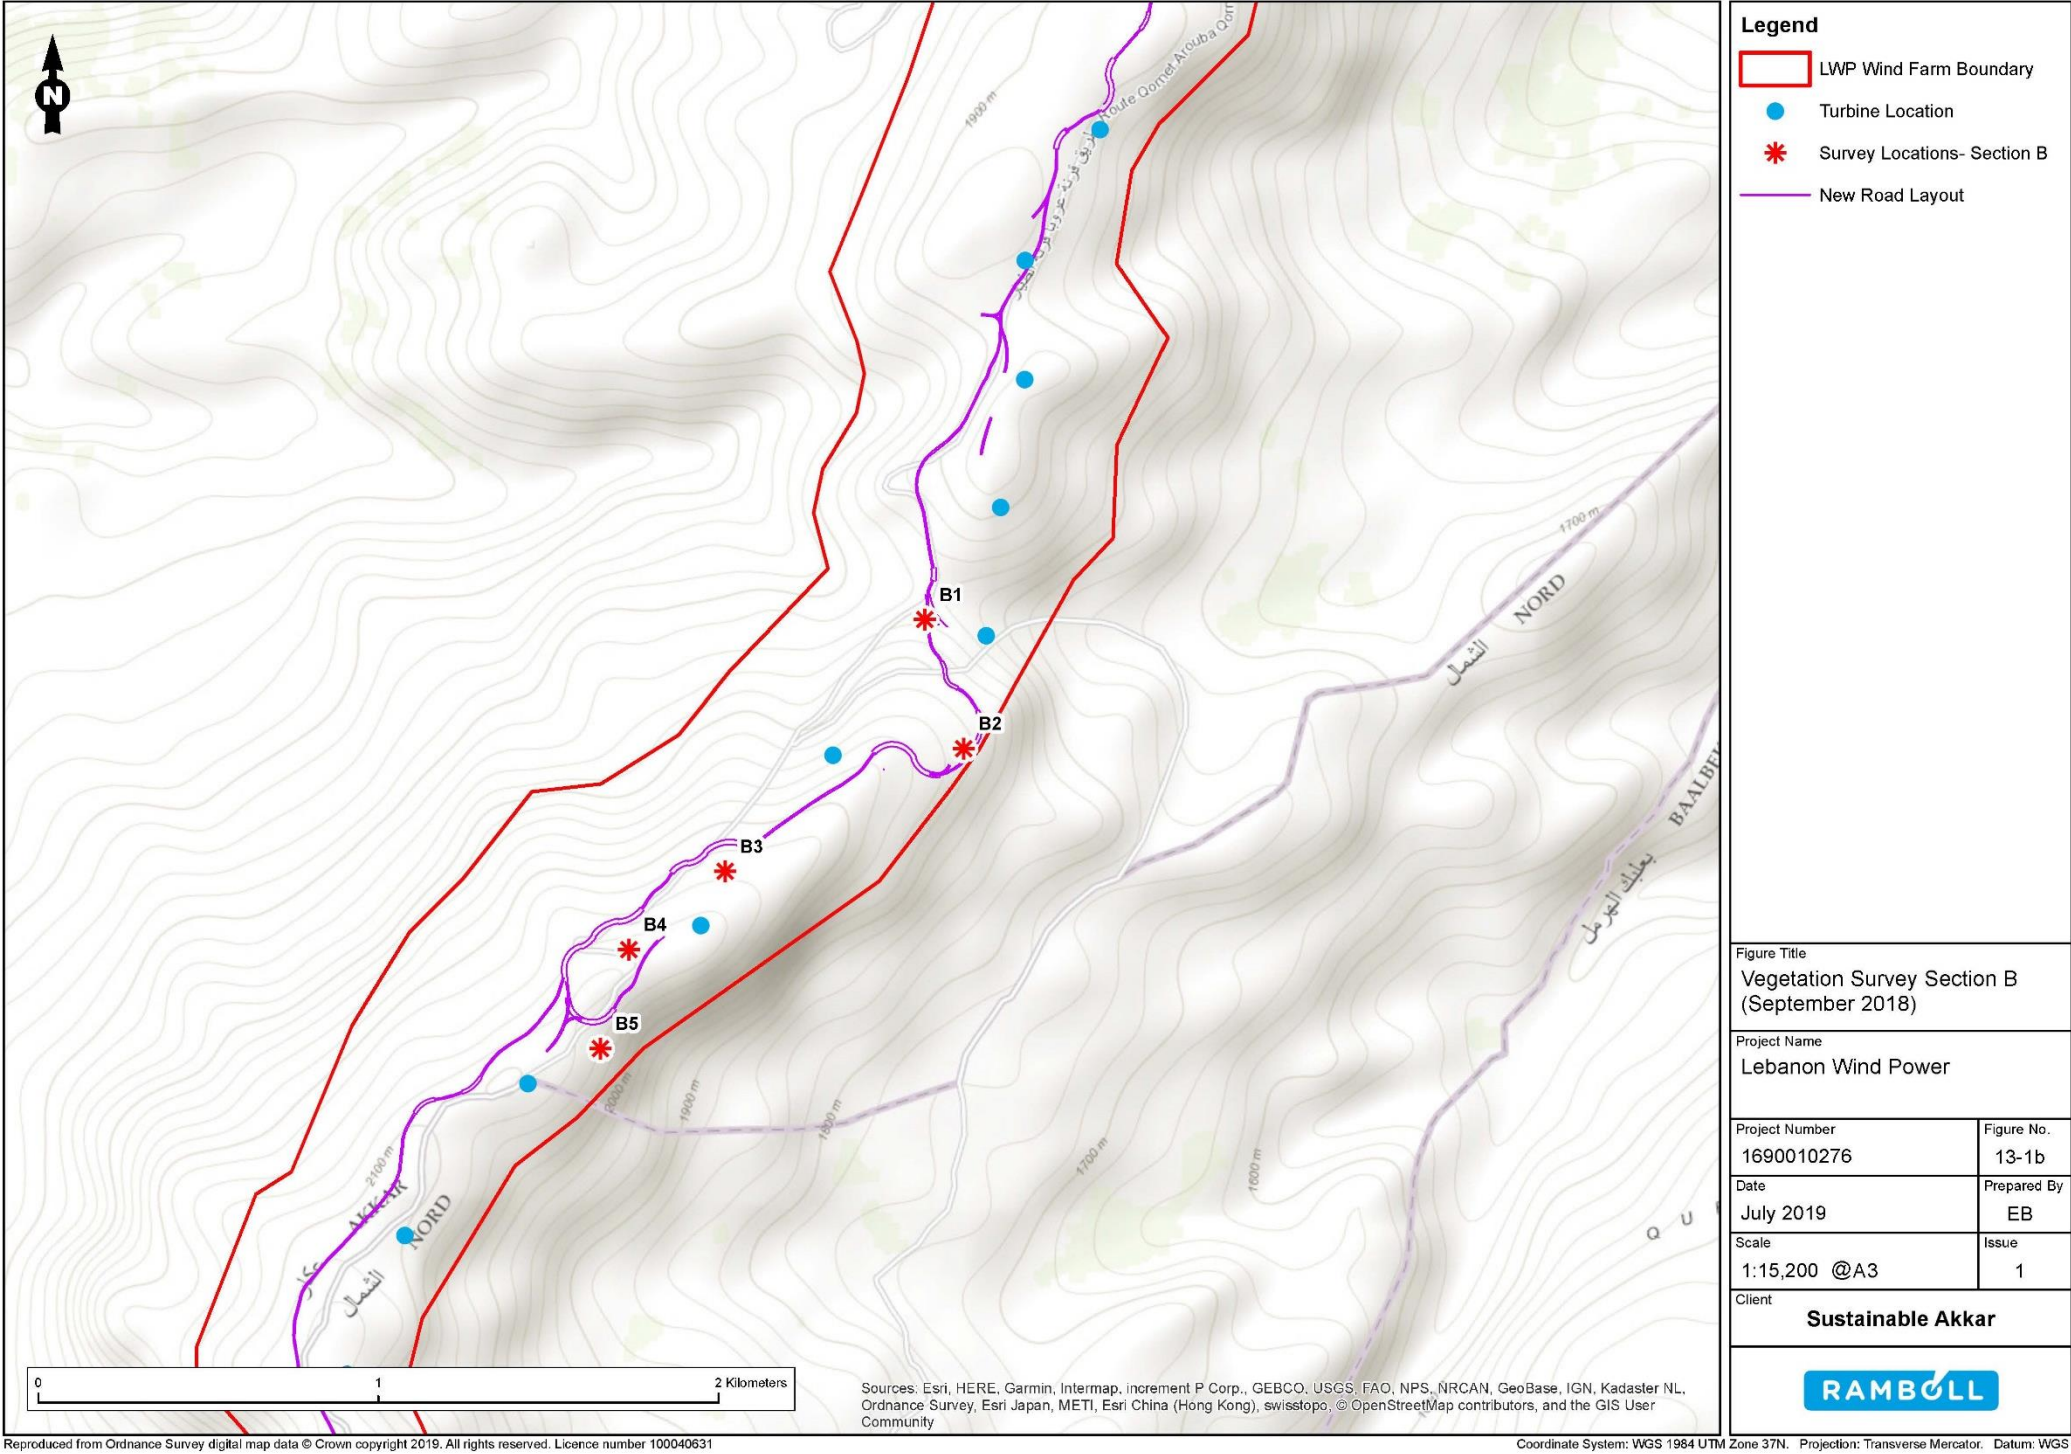 N
1900 m
Route Qornet Arouba Qorn
B1
B2
B3
B4
B5
1700 m
NORD
الشمال
BAALBE
بعلبك الهرمل
2000 m
1900 m
1800 m
1700 m
1600 m
2100 m
AKKAR
NORD
عكار
الشمال
Q U
0 1 2 Kilometers
Sources: Esri, HERE, Garmin, Intermap, increment P Corp., GEBCO, USGS, FAO, NPS, NRCAN, GeoBase, IGN, Kadaster NL,
Ordnance Survey, Esri Japan, METI, Esri China (Hong Kong), swisstopo, © OpenStreetMap contributors, and the GIS User
Community
Legend
LWP Wind Farm Boundary
Turbine Location
Survey Locations- Section B
New Road Layout
Figure Title
Vegetation Survey Section B
(September 2018)
Project Name
Lebanon Wind Power
Project Number
1690010276
Figure No.
13-1b
Date
July 2019
Prepared By
EB
Scale
1:15,200 @A3
Issue
1
Client
Sustainable Akkar
RAMBOLL
Reproduced from Ordnance Survey digital map data © Crown copyright 2019. All rights reserved. Licence number 100040631
Coordinate System: WGS 1984 UTM Zone 37N. Projection: Transverse Mercator. Datum: WGS